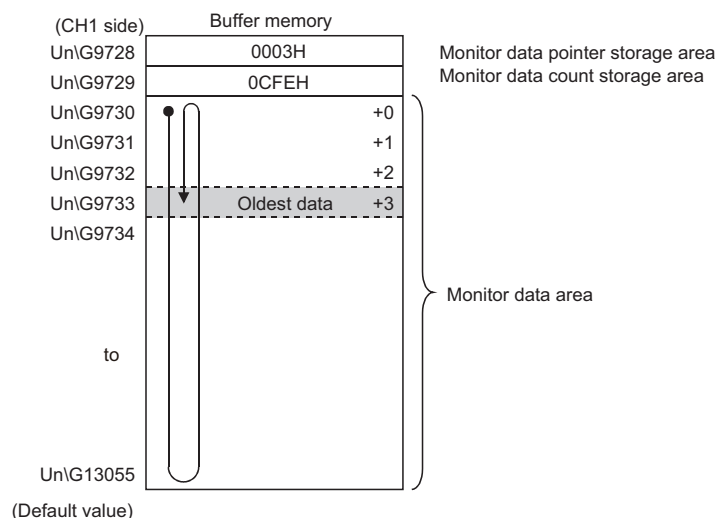 (CH1 side)
Buffer memory
Un\G9728
0003H
Monitor data pointer storage area
Un\G9729
0CFEH
Monitor data count storage area
Un\G9730
+0
Un\G9731
+1
Un\G9732
+2
Un\G9733
Oldest data
+3
Un\G9734
Monitor data area
to
Un\G13055
(Default value)